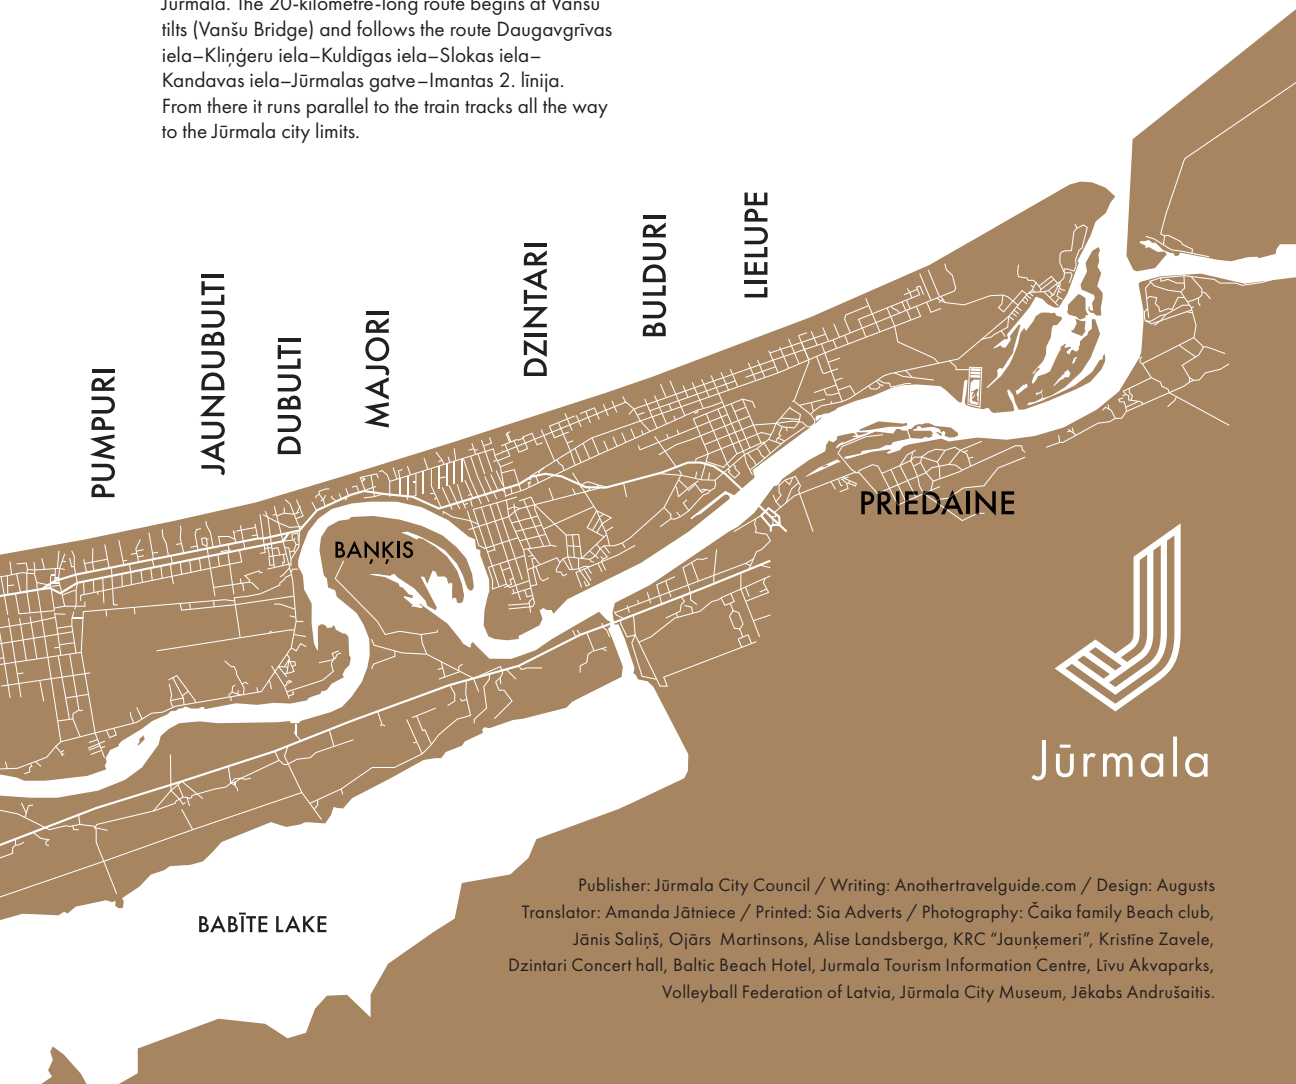 Jūrmala. The 20-kilometre-long route begins at Vanšu
tilts (Vanšu Bridge) and follows the route Daugavgrīvas
iela–Kliņģeru iela–Kuldīgas iela–Slokas iela–
Kandavas iela–Jūrmalas gatve–Imantas 2. līnija.
From there it runs parallel to the train tracks all the way
to the Jūrmala city limits.
PUMPURI
JAUNDUBULTI
DUBULTI
MAJORI
DZINTARI
BULDURI
LIELUPE
PRIEDAINE
BAŅĶIS
Jūrmala
BABĪTE LAKE
Publisher: Jūrmala City Council / Writing: Anothertravelguide.com / Design: Augusts
Translator: Amanda Jātniece / Printed: Sia Adverts / Photography: Čaika family Beach club,
Jānis Saliņš, Ojārs Martinsons, Alise Landsberga, KRC “Jaunķemeri”, Kristīne Zavele,
Dzintari Concert hall, Baltic Beach Hotel, Jurmala Tourism Information Centre, Līvu Akvaparks,
Volleyball Federation of Latvia, Jūrmala City Museum, Jēkabs Andrušaitis.